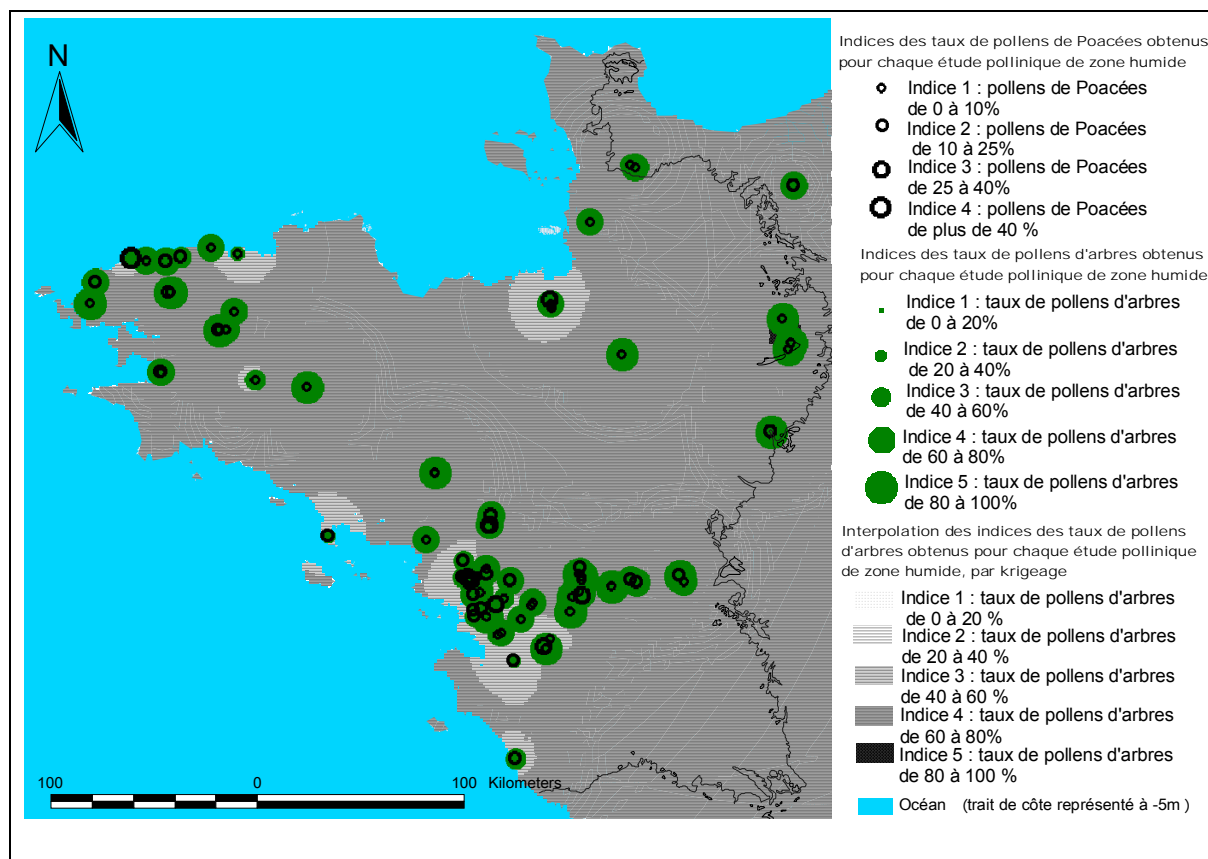 N
100
0
100
Kilometers
Indices des taux de pollens de Poacées obtenus
pour chaque étude pollinique de zone humide
Indice 1 : pollens de Poacées
de 0 à 10%
Indice 2 : pollens de Poacées
de 10 à 25%
Indice 3 : pollens de Poacées
de 25 à 40%
Indice 4 : pollens de Poacées
de plus de 40 %
Indices des taux de pollens d'arbres obtenus
pour chaque étude pollinique de zone humide
Indice 1 : taux de pollens d'arbres
de 0 à 20%
Indice 2 : taux de pollens d'arbres
de 20 à 40%
Indice 3 : taux de pollens d'arbres
de 40 à 60%
Indice 4 : taux de pollens d'arbres
de 60 à 80%
Indice 5 : taux de pollens d'arbres
de 80 à 100%
Interpolation des indices des taux de pollens
d'arbres obtenus pour chaque étude pollinique
de zone humide, par krigeage
Indice 1 : taux de pollens d'arbres
de 0 à 20 %
Indice 2 : taux de pollens d'arbres
de 20 à 40 %
Indice 3 : taux de pollens d'arbres
de 40 à 60 %
Indice 4 : taux de pollens d'arbres
de 60 à 80%
Indice 5 : taux de pollens d'arbres
de 80 à 100 %
Océan (trait de côte représenté à -5m )